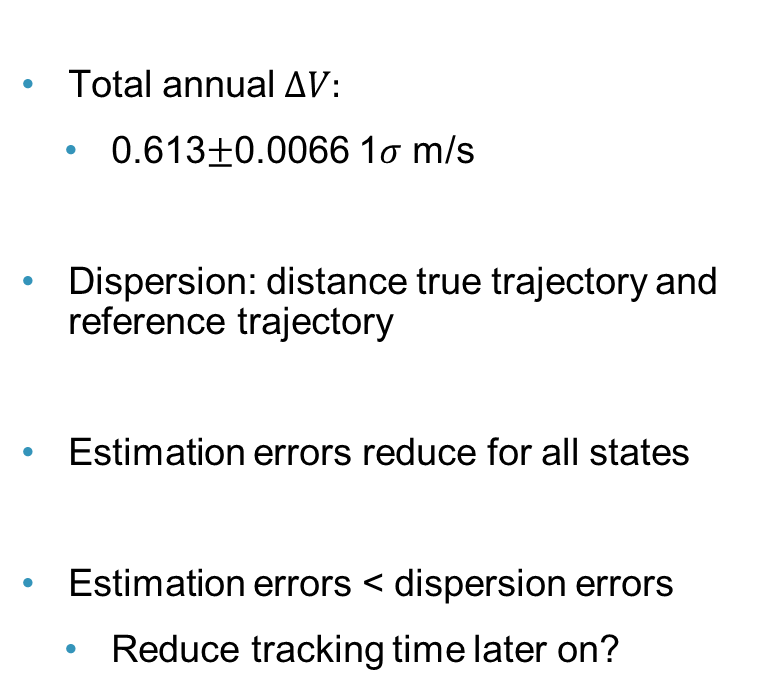 • Total annual ΔV:
• 0.613±0.0066 1σ m/s
• Dispersion: distance true trajectory and
reference trajectory
• Estimation errors reduce for all states
• Estimation errors < dispersion errors
• Reduce tracking time later on?